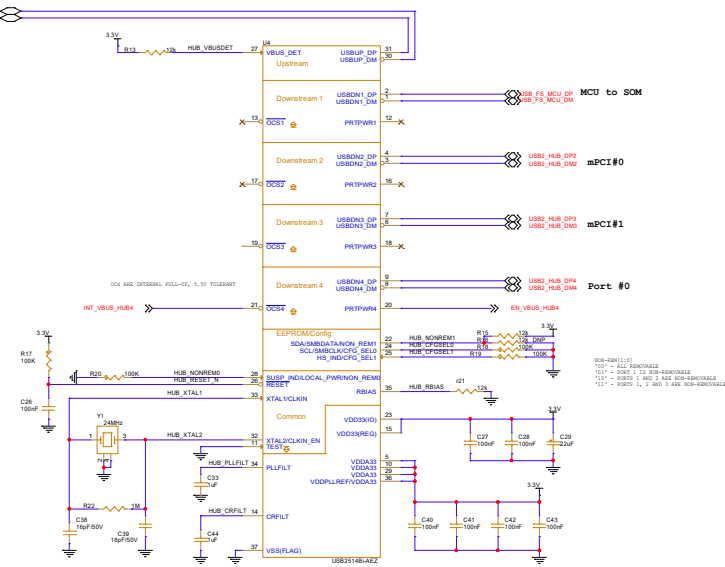 3.3V
R13
12k
HUB_VBUSDET
27
U4
VBUS_DET
Upstream
USBUP_DP
USBUP_DM
31
30
Downstream 1
USBDN1_DP
USBDN1_DM
2
1
USB_FS_MCU_DP
USB_FS_MCU_DM
MCU to SOM
13
OCS1
PRTPWR1
12
Downstream 2
USBDN2_DP
USBDN2_DM
4
3
USB2_HUB_DP2
USB2_HUB_DM2
mPCI#0
17
OCS2
PRTPWR2
16
Downstream 3
USBDN3_DP
USBDN3_DM
7
6
USB2_HUB_DP3
USB2_HUB_DM3
mPCI#1
19
OCS3
PRTPWR3
18
Downstream 4
USBDN4_DP
USBDN4_DM
9
8
USB2_HUB_DP4
USB2_HUB_DM4
Port #0
OCs ARE INTERNAL PULL-UP, 5.5V TOLERANT
INT_VBUS_HUB4
21
OCS4
PRTPWR4
20
EN_VBUS_HUB4
EEPROM/Config
SDA/SMBDATA/NON_REM1
SCL/SMBCLK/CFG_SEL0
HS_IND/CFG_SEL1
22
24
25
HUB_NONREM1
HUB_CFGSEL0
HUB_CFGSEL1
R15
12k
R16
12k
DNP
R18
100K
R19
100K
3.3V
NON-REM[1:0]
'00' - ALL REMOVABLE
'01' - PORT 1 IS NON-REMOVABLE
'10' - PORTS 1 AND 2 ARE NON-REMOVABLE
'11' - PORTS 1, 2 AND 3 ARE NON-REMOVABLE
3.3V
R17
100K
R20
100K
HUB_NONREM0
HUB_RESET_N
28
26
SUSP_IND/LOCAL_PWR/NON_REM0
RESET
C26
100nF
HUB_XTAL1
33
XTAL1/CLKIN
RBIAS
35
HUB_RBIAS
r21
12k
Common
Y1
24MHz
1
3
2
4
HUB_XTAL2
32
11
XTAL2/CLKIN_EN
TEST
VDD33(IO)
VDD33(REG)
23
15
3.3V
C27
100nF
C28
100nF
C29
22uF
HUB_PLLFILT
34
PLLFILT
C33
1uF
VDDA33
VDDA33
VDDA33
VDDPLLREF/VDDA33
5
10
29
36
3.3V
R22
1M
C38
16pF/50V
C39
16pF/50V
HUB_CRFILT
14
CRFILT
C44
1uF
C40
100nF
C41
100nF
C42
100nF
C43
100nF
37
VSS(FLAG)
USB2514Bi-AEZ